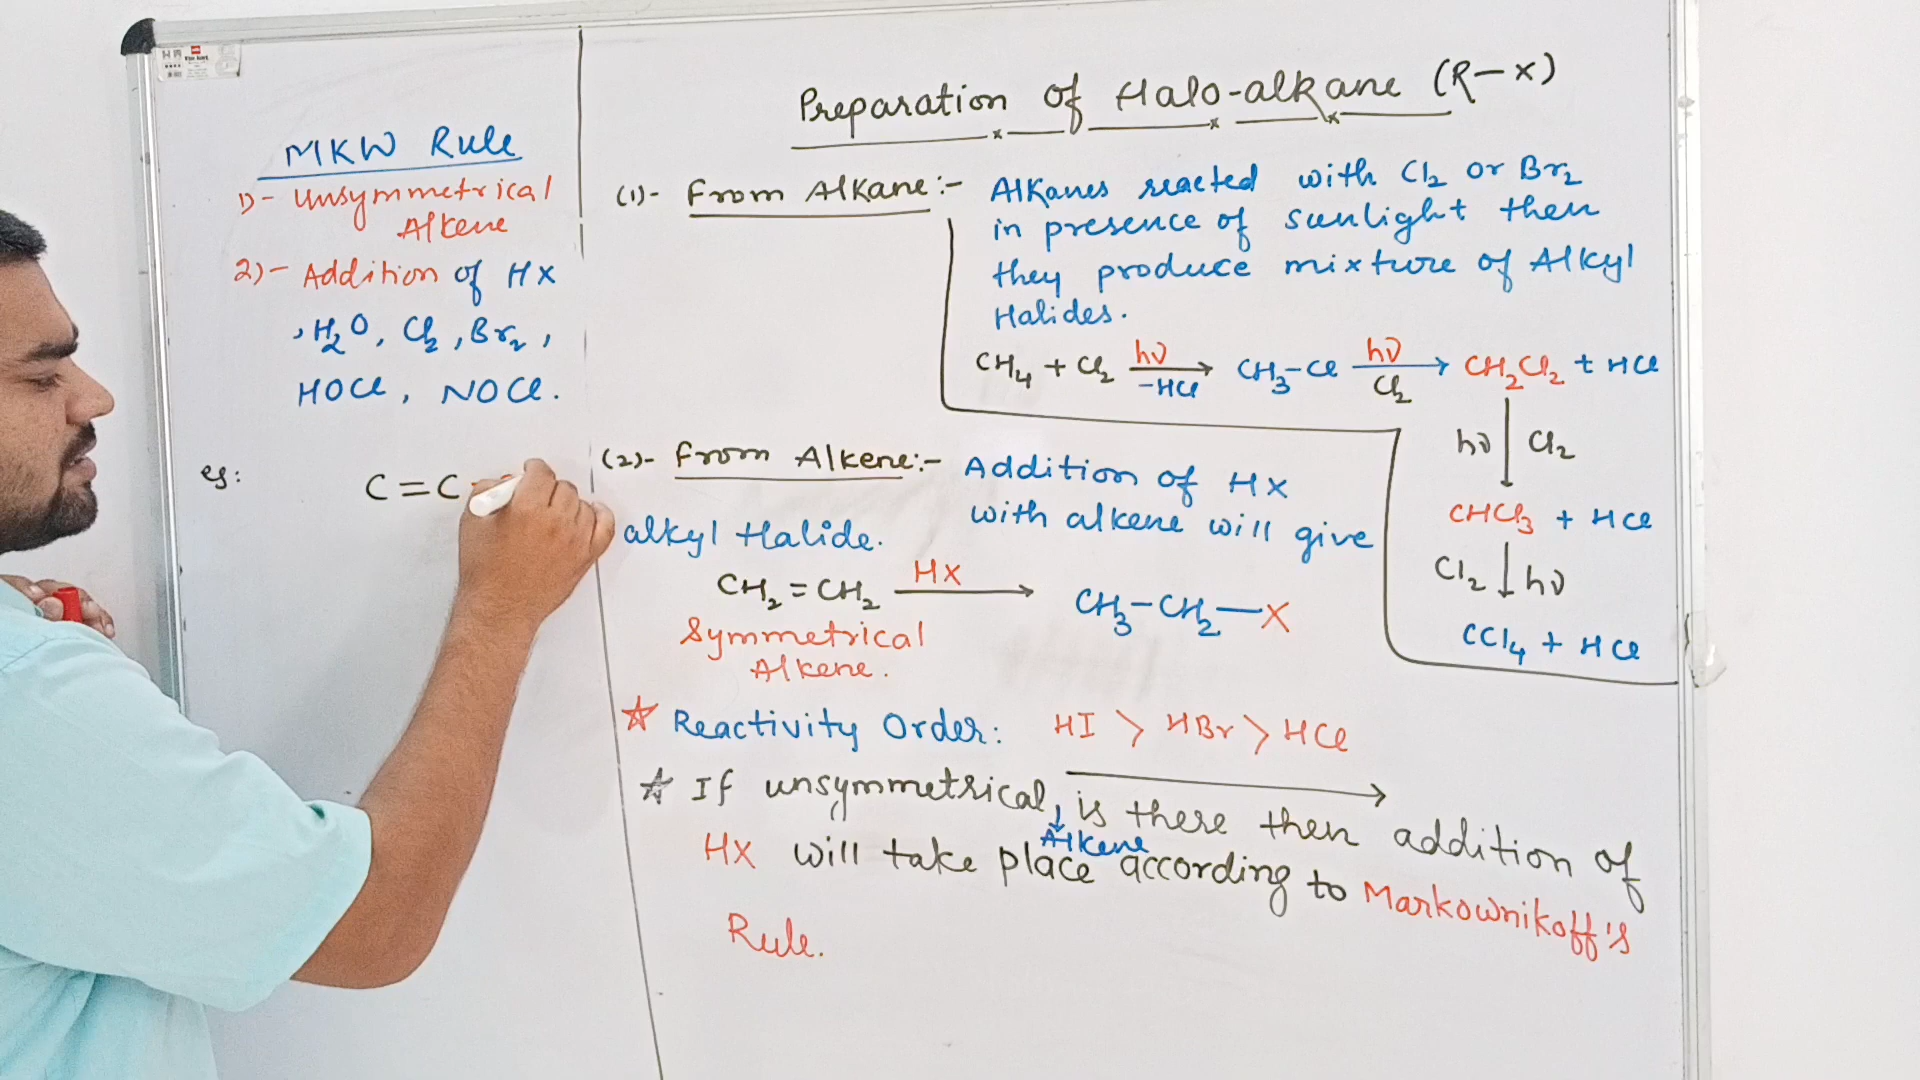 MKW Rule
1)- Unsymmetrical
Alkene
2)- Addition of HX
, H₂O, Cl₂, Br₂,
HOCl, NOCl.
eg:
C=C
Preparation of Halo-alkane (R-X)
(1)- From Alkane:- Alkanes reacted with Cl₂ or Br₂
in presence of sunlight then
they produce mixture of Alkyl
Halides.
CH₄ + Cl₂ hν → -HCl CH₃-Cl hν → Cl₂ CH₂Cl₂ + HCl
hν ↓ Cl₂
CHCl₃ + HCl
Cl₂ ↓ hν
CCl₄ + HCl
(2)- From Alkene:- Addition of HX
with alkene will give
alkyl Halide.
CH₂=CH₂ HX → CH₃-CH₂-X
Symmetrical
Alkene.
☆ Reactivity Order: HI > HBr > HCl
☆ If unsymmetrical ↓ is there then addition of
Alkene
HX will take place according to Markownikoff's
Rule.